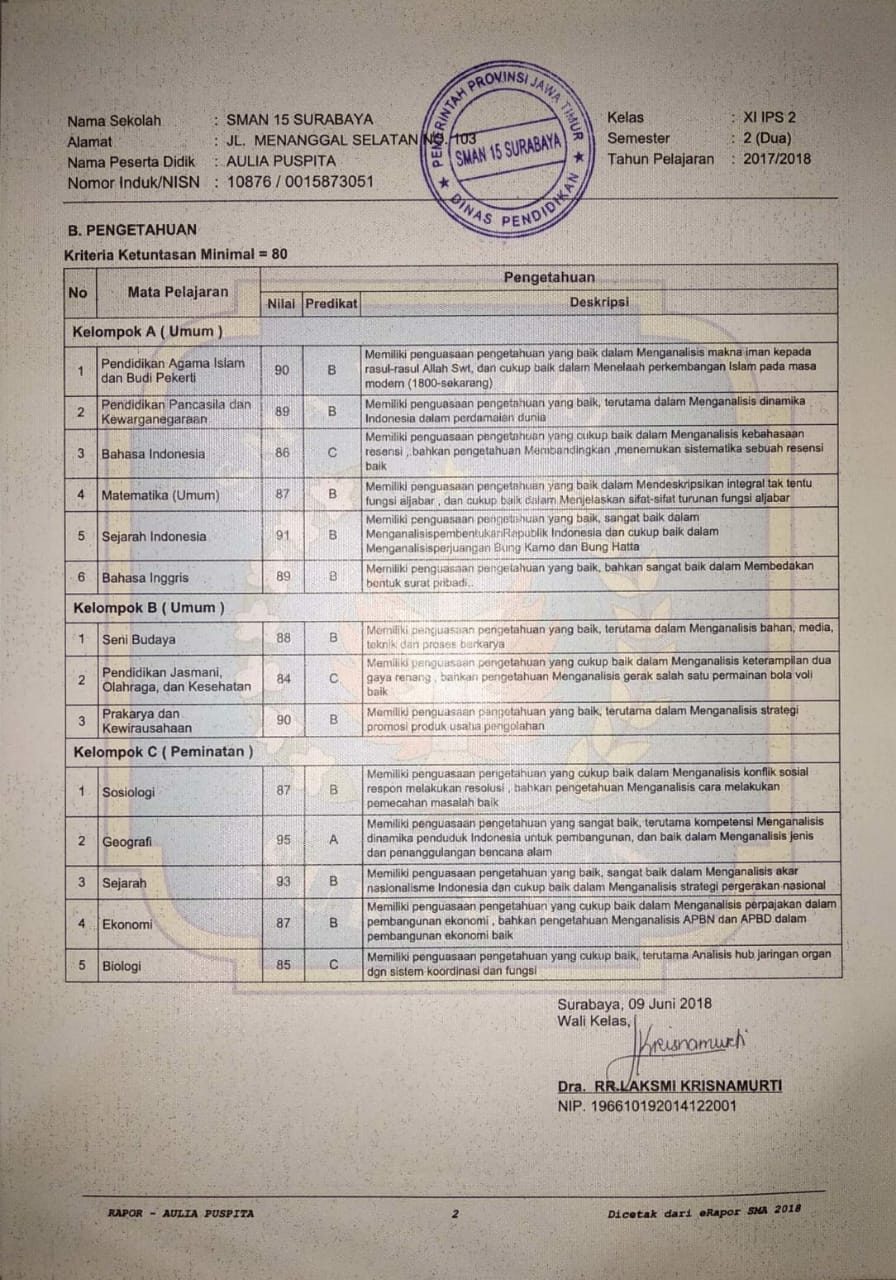 PEMERINTAH PROVINSI JAWA TIMUR
SMAN 15 SURABAYA
DINAS PENDIDIKAN
Nama Sekolah : SMAN 15 SURABAYA
Alamat : JL. MENANGGAL SELATAN NO. 103
Nama Peserta Didik : AULIA PUSPITA
Nomor Induk/NISN : 10876 / 0015873051
Kelas : XI IPS 2
Semester : 2 (Dua)
Tahun Pelajaran : 2017/2018
B. PENGETAHUAN
Kriteria Ketuntasan Minimal = 80
No Mata Pelajaran Pengetahuan
Nilai Predikat Deskripsi
Kelompok A ( Umum )
1 Pendidikan Agama Islam dan Budi Pekerti 90 B Memiliki penguasaan pengetahuan yang baik dalam Menganalisis makna iman kepada
rasul-rasul Allah Swt, dan cukup baik dalam Menelaah perkembangan Islam pada masa
modern (1800-sekarang)
2 Pendidikan Pancasila dan Kewarganegaraan 89 B Memiliki penguasaan pengetahuan yang baik, terutama dalam Menganalisis dinamika
Indonesia dalam perdamaian dunia
3 Bahasa Indonesia 86 C Memiliki penguasaan pengetahuan yang cukup baik dalam Menganalisis kebahasaan
resensi , bahkan pengetahuan Membandingkan ,menemukan sistematika sebuah resensi
baik
4 Matematika (Umum) 87 B Memiliki penguasaan pengetahuan yang baik dalam Mendeskripsikan integral tak tentu
fungsi aljabar , dan cukup baik dalam Menjelaskan sifat-sifat turunan fungsi aljabar
5 Sejarah Indonesia 91 B Memiliki penguasaan pengetahuan yang baik, sangat baik dalam
MenganalisispembentukanRepublik Indonesia dan cukup baik dalam
Menganalisisperjuangan Bung Karno dan Bung Hatta
6 Bahasa Inggris 89 B Memiliki penguasaan pengetahuan yang baik, bahkan sangat baik dalam Membedakan
bentuk surat pribadi..
Kelompok B ( Umum )
1 Seni Budaya 88 B Memiliki penguasaan pengetahuan yang baik, terutama dalam Menganalisis bahan, media,
teknik dan proses berkarya
2 Pendidikan Jasmani, Olahraga, dan Kesehatan 84 C Memiliki penguasaan pengetahuan yang cukup baik dalam Menganalisis keterampilan dua
gaya renang , bahkan pengetahuan Menganalisis gerak salah satu permainan bola voli
baik
3 Prakarya dan Kewirausahaan 90 B Memiliki penguasaan pengetahuan yang baik, terutama dalam Menganalisis strategi
promosi produk usaha pengolahan
Kelompok C ( Peminatan )
1 Sosiologi 87 B Memiliki penguasaan pengetahuan yang cukup baik dalam Menganalisis konflik sosial
respon melakukan resolusi , bahkan pengetahuan Menganalisis cara melakukan
pemecahan masalah baik
2 Geografi 95 A Memiliki penguasaan pengetahuan yang sangat baik, terutama kompetensi Menganalisis
dinamika penduduk Indonesia untuk pembangunan, dan baik dalam Menganalisis jenis
dan penanggulangan bencana alam
3 Sejarah 93 B Memiliki penguasaan pengetahuan yang baik, sangat baik dalam Menganalisis akar
nasionalisme Indonesia dan cukup baik dalam Menganalisis strategi pergerakan nasional
4 Ekonomi 87 B Memiliki penguasaan pengetahuan yang cukup baik dalam Menganalisis perpajakan dalam
pembangunan ekonomi , bahkan pengetahuan Menganalisis APBN dan APBD dalam
pembangunan ekonomi baik
5 Biologi 85 C Memiliki penguasaan pengetahuan yang cukup baik, terutama Analisis hub jaringan organ
dgn sistem koordinasi dan fungsi
Surabaya, 09 Juni 2018
Wali Kelas,
Krisnamurti
Dra. RR.LAKSMI KRISNAMURTI
NIP. 196610192014122001
RAPOR - AULIA PUSPITA 2 Dicetak dari eRapor SMA 2018